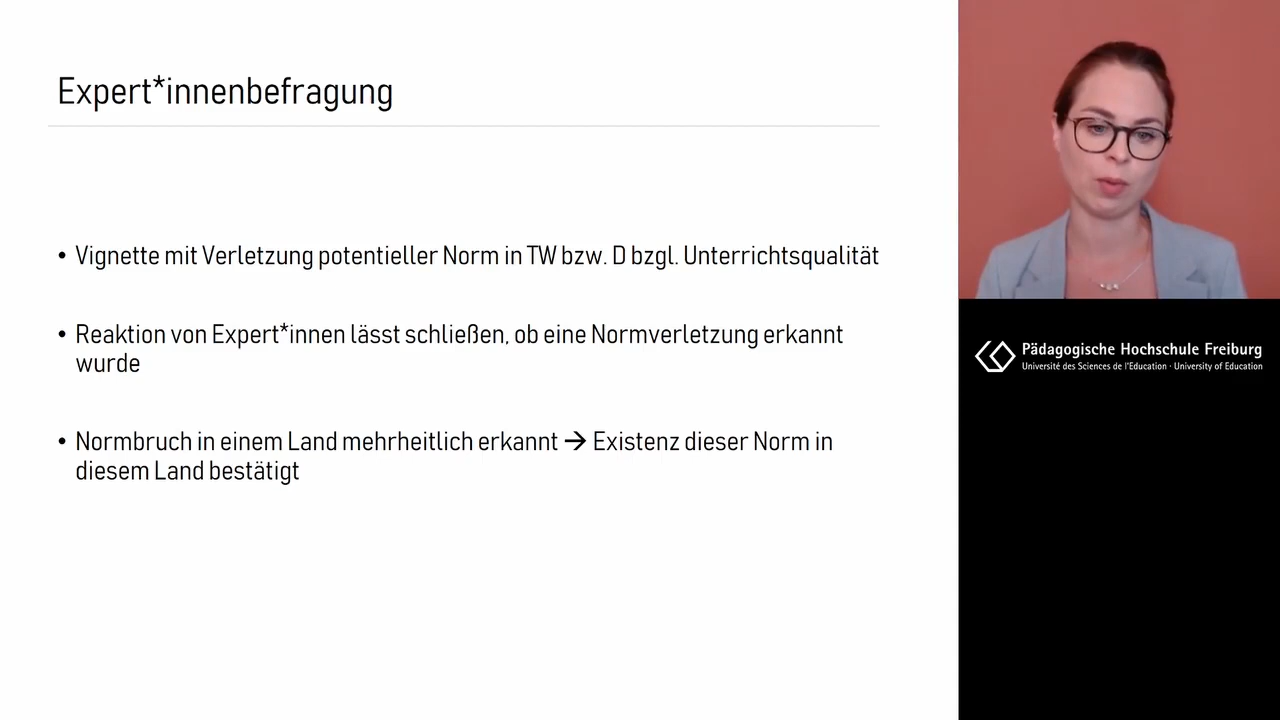 Expert*innenbefragung
• Vignette mit Verletzung potentieller Norm in TW bzw. D bzgl. Unterrichtsqualität
• Reaktion von Expert*innen lässt schließen, ob eine Normverletzung erkannt
wurde
• Normbruch in einem Land mehrheitlich erkannt → Existenz dieser Norm in
diesem Land bestätigt
Pädagogische Hochschule Freiburg
Université des Sciences de l'Education · University of Education